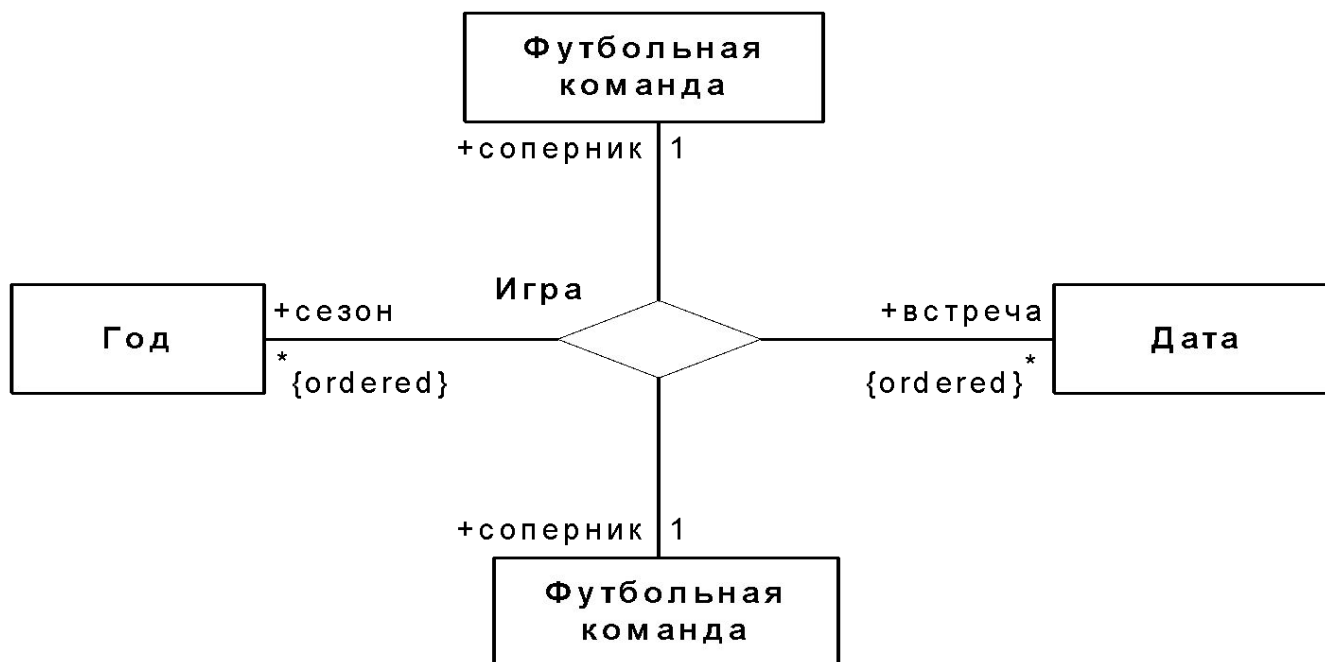 Футбольная
команда
+соперник 1
Игра
+сезон
+встреча
Год
Дата
*
{ordered}
*
{ordered}
+соперник 1
Футбольная
команда